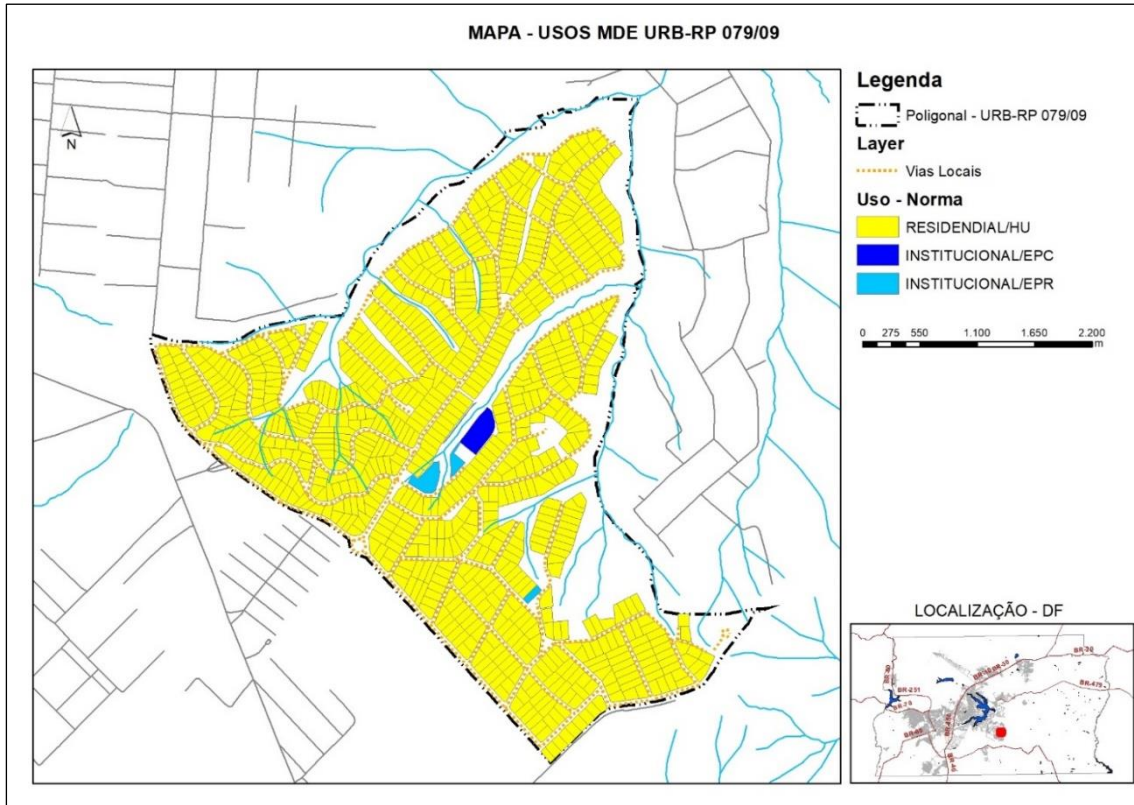 MAPA - USOS MDE URB-RP 079/09
N
Legenda
Poligonal - URB-RP 079/09
Layer
Vias Locais
Uso - Norma
RESIDENDIAL/HU
INSTITUCIONAL/EPC
INSTITUCIONAL/EPR
0 275 550 1.100 1.650 2.200
m
LOCALIZAÇÃO - DF
BR-479
BR-251